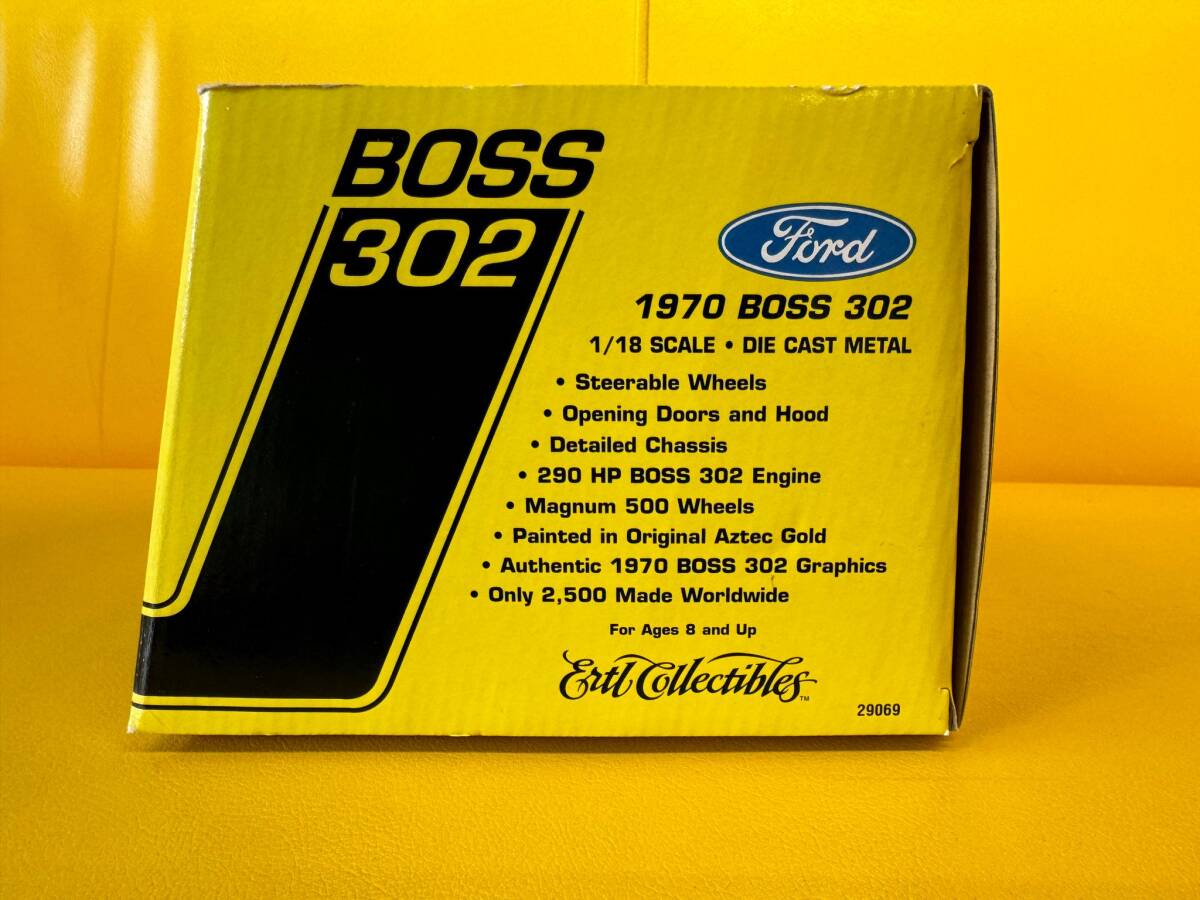 BOSS
302
Ford
1970 BOSS 302
1/18 SCALE • DIE CAST METAL
• Steerable Wheels
• Opening Doors and Hood
• Detailed Chassis
• 290 HP BOSS 302 Engine
• Magnum 500 Wheels
• Painted in Original Aztec Gold
• Authentic 1970 BOSS 302 Graphics
• Only 2,500 Made Worldwide
For Ages 8 and Up
Ertl Collectibles™
29069